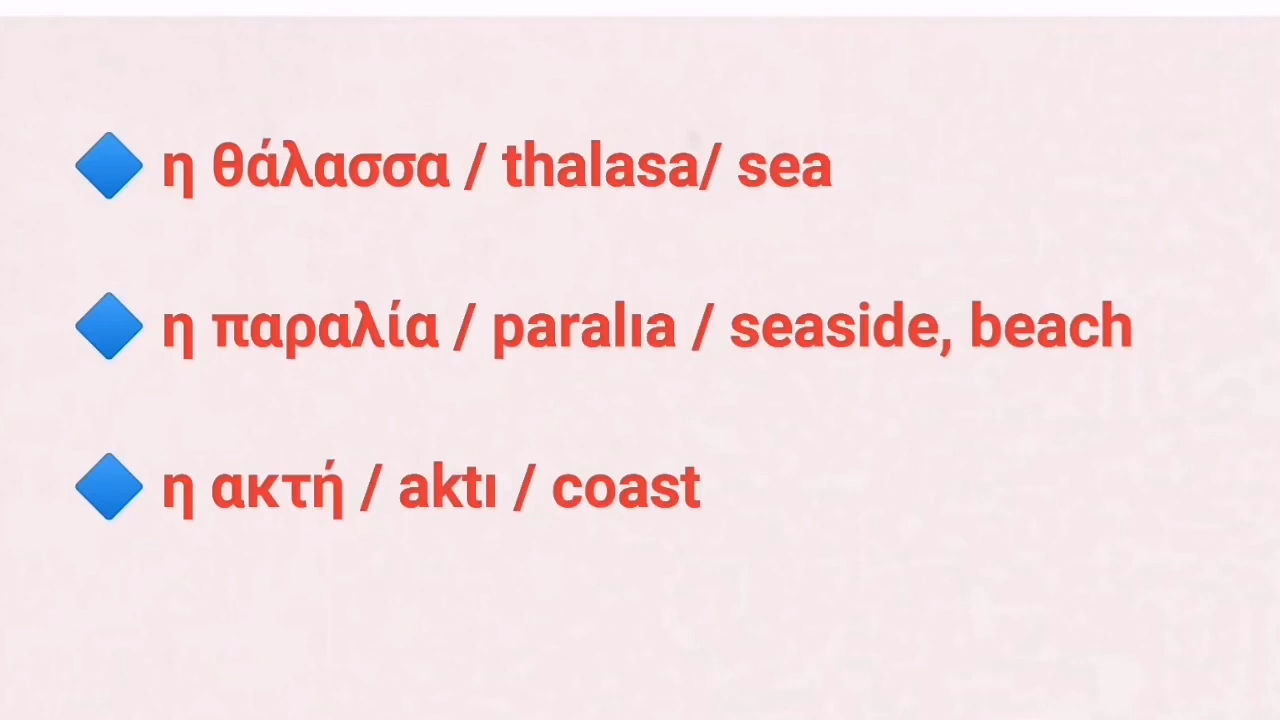 η θάλασσα / thalasa/ sea
η παραλία / paralıa / seaside, beach
η ακτή / aktı / coast